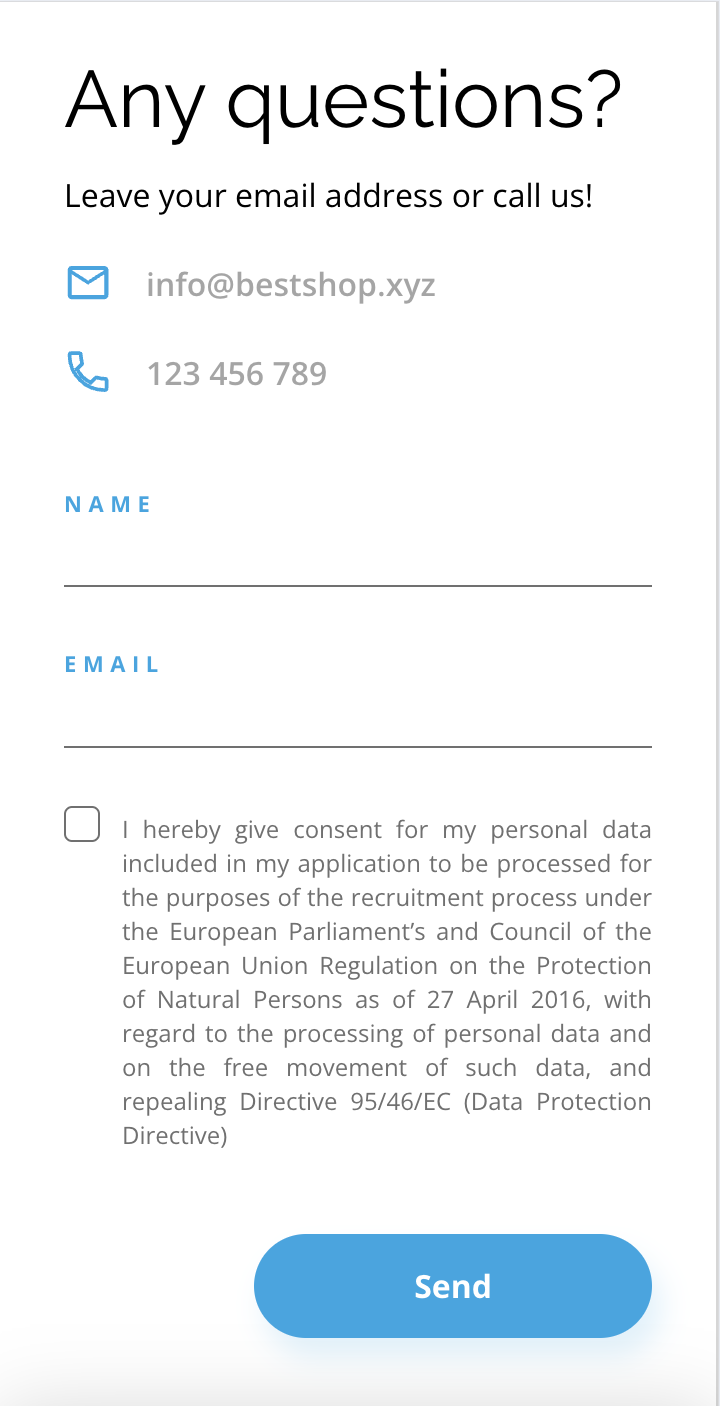 Any questions?
Leave your email address or call us!
info@bestshop.xyz
123 456 789
NAME
EMAIL
I hereby give consent for my personal data
included in my application to be processed for
the purposes of the recruitment process under
the European Parliament’s and Council of the
European Union Regulation on the Protection
of Natural Persons as of 27 April 2016, with
regard to the processing of personal data and
on the free movement of such data, and
repealing Directive 95/46/EC (Data Protection
Directive)
Send